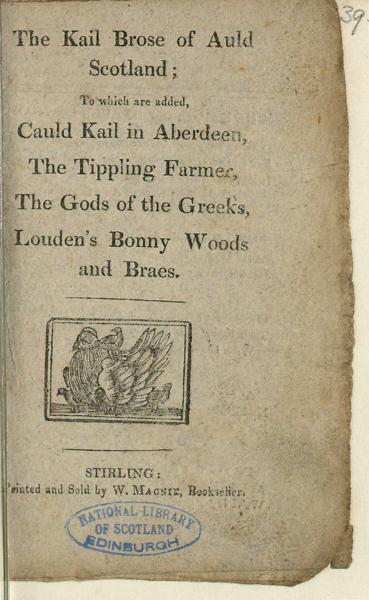 39.
The Kail Brose of Auld
Scotland;
To which are added,
Cauld Kail in Aberdeen,
The Tippling Farmer,
The Gods of the Greeks,
Louden's Bonny Woods
and Braes.
STIRLING:
Printed and Sold by W. MACNIE, Bookseller.
NATIONAL LIBRARY
OF SCOTLAND
EDINBURGH